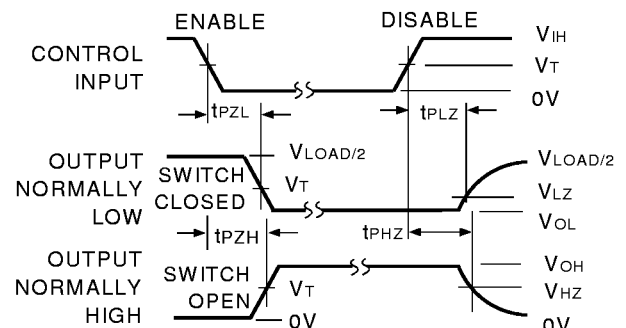 ENABLE
DISABLE
CONTROL
INPUT
VIH
VT
0V
tPZL
tPLZ
OUTPUT
NORMALLY
LOW
SWITCH
CLOSED
VLOAD/2
VT
VLOAD/2
VLZ
VOL
tPZH
tPHZ
OUTPUT
NORMALLY
HIGH
SWITCH
OPEN
VT
0V
VOH
VHZ
0V